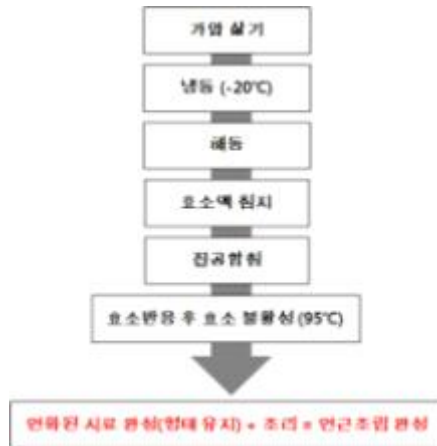 가압 찰기
냉동 (-20℃)
해동
효소액 침지
진공함침
효소반응 후 효소 불활성 (95℃)
연화된 시료 완성(형태 유지) + 조리 = 연근조림 완성